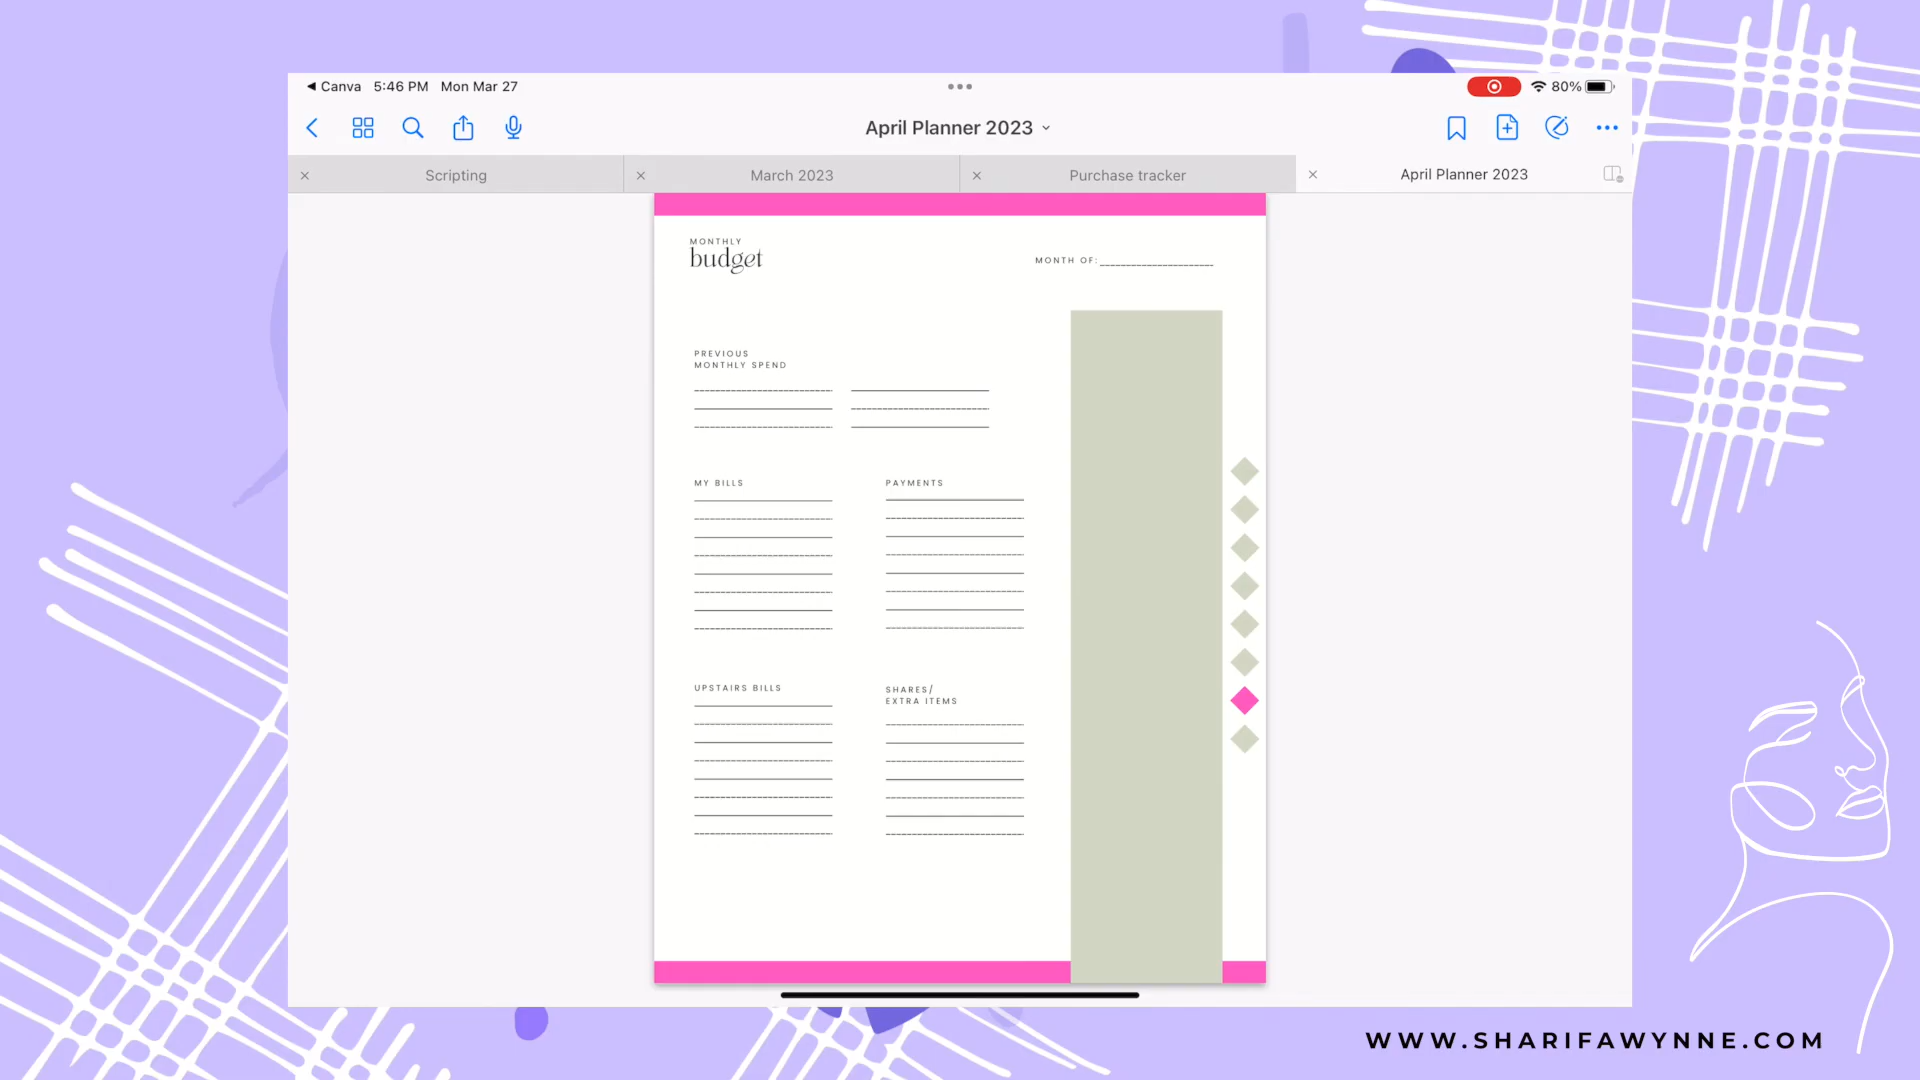 ◀ Canva 5:46 PM Mon Mar 27
80%
April Planner 2023
Scripting
March 2023
Purchase tracker
April Planner 2023
MONTHLY
budget
MONTH OF:
PREVIOUS
MONTHLY SPEND
MY BILLS
PAYMENTS
UPSTAIRS BILLS
SHARES/
EXTRA ITEMS
WWW.SHARIFAWYNNE.COM